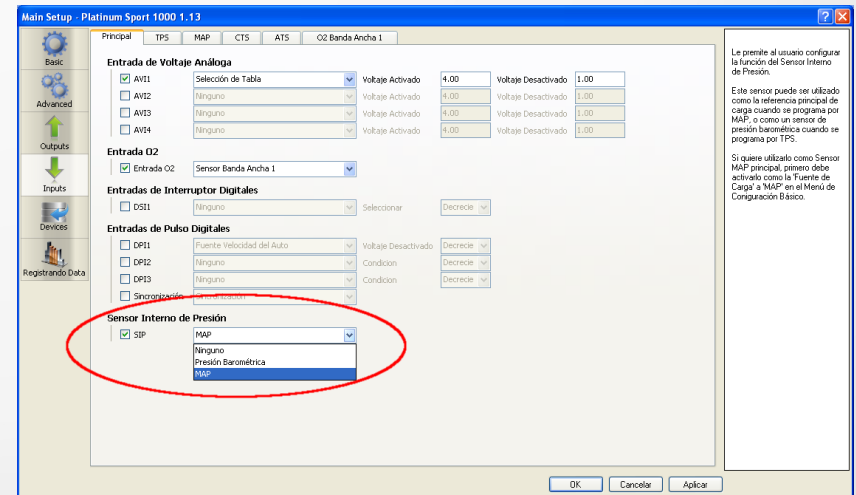 Main Setup - Platinum Sport 1000 1.13
Basic
Advanced
Outputs
Inputs
Devices
Registrando Data
Principal TPS MAP CTS ATS O2 Banda Ancha 1
Entrada de Voltaje Análoga
AVI1 Selección de Tabla Voltaje Activado 4.00 Voltaje Desactivado 1.00
AVI2 Ninguno Voltaje Activado 4.00 Voltaje Desactivado 1.00
AVI3 Ninguno Voltaje Activado 4.00 Voltaje Desactivado 1.00
AVI4 Ninguno Voltaje Activado 4.00 Voltaje Desactivado 1.00
Entrada O2
Entrada O2 Sensor Banda Ancha 1
Entradas de Interruptor Digitales
DSI1 Ninguno Seleccionar Decrecie
Entradas de Pulso Digitales
DPI1 Fuente Velocidad del Auto Voltaje Desactivado Decrecie
DPI2 Ninguno Condicion Decrecie
DPI3 Ninguno Condicion Decrecie
Sincronización Sincronización
Sensor Interno de Presión
SIP MAP
Ninguno
Presión Barométrica
MAP
Le premite al usuario configurar
la función del Sensor Interno
de Presión.
Este sensor puede ser utilizado
como la referencia principal de
carga cuando se programa por
MAP, o como un sensor de
presión barométrica cuando se
programa por TPS.
Si quiere utilizarlo como Sensor
MAP principal, primero debe
activarlo como la 'Fuente de
Carga' a 'MAP' en el Menú de
Coniguración Básico.
OK Cancelar Aplicar